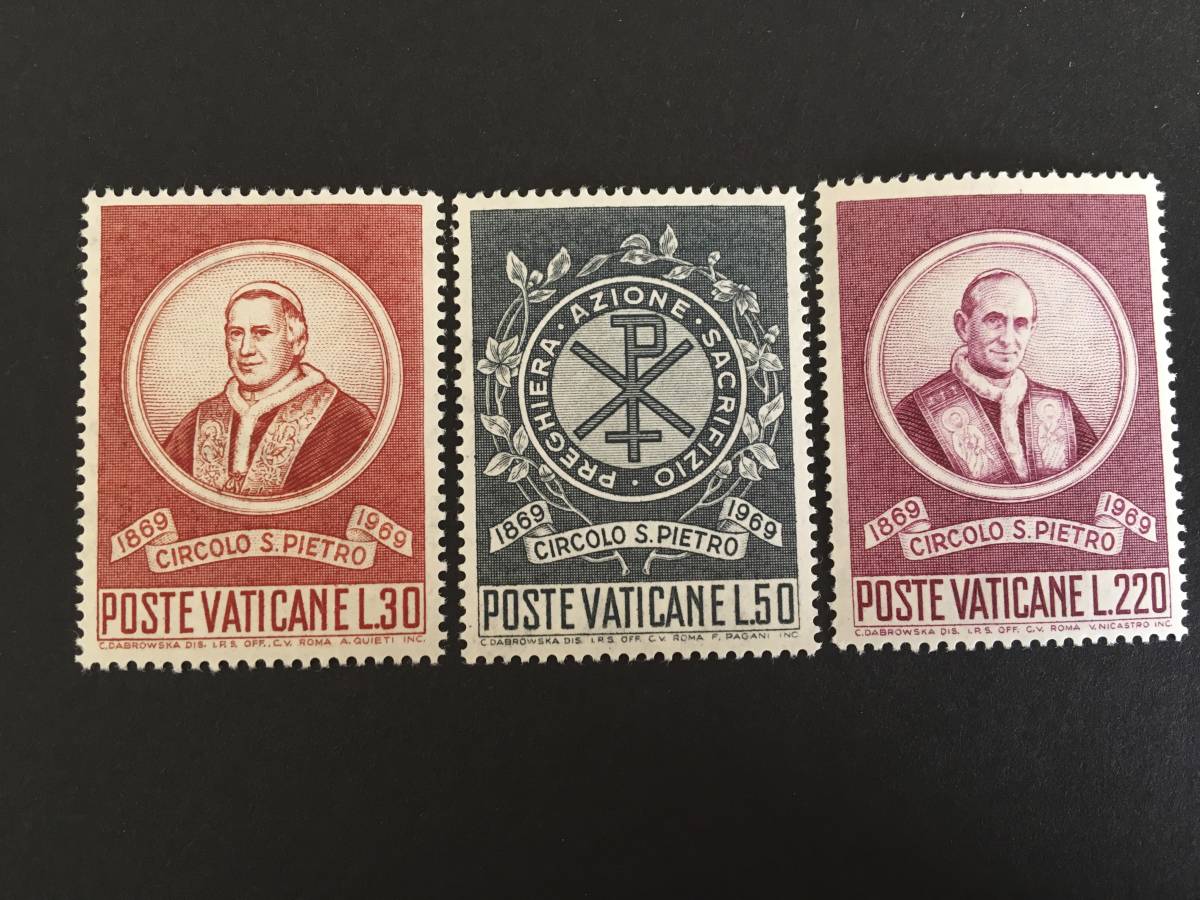 1869 1969
CIRCOLO S. PIETRO
POSTE VATICANE L.30
C. DABROWSKA DIS. I.P.S. OFF. C.V. ROMA A. QUIETI INC.
PREGHIERA · AZIONE · SACRIFIZIO ·
1869 1969
CIRCOLO S. PIETRO
POSTE VATICANE L.50
C. DABROWSKA DIS. I.P.S. OFF. C.V. ROMA F. PAGANI INC.
1869 1969
CIRCOLO S. PIETRO
POSTE VATICANE L.220
C. DABROWSKA DIS. I.P.S. OFF. C.V. ROMA V. NICASTRO INC.